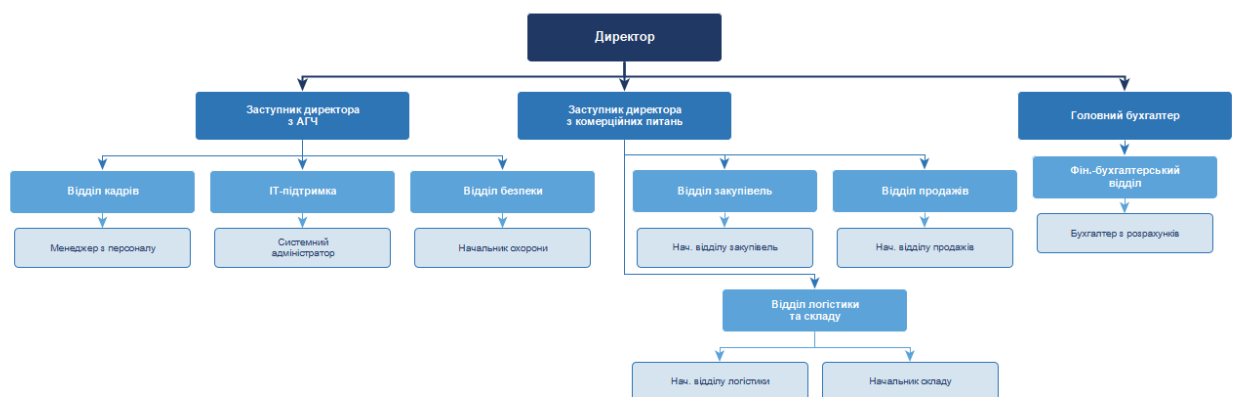 Директор
Заступник директора
з АГЧ
Заступник директора
з комерційних питань
Головний бухгалтер
Відділ кадрів
ІТ-підтримка
Відділ безпеки
Відділ закупівель
Відділ продажів
Фін.-бухгалтерський
відділ
Менеджер з персоналу
Системний
адміністратор
Начальник охорони
Нач. відділу закупівель
Нач. відділу продажів
Бухгалтер з розрахунків
Відділ логістики
та складу
Нач. відділу логістики
Начальник складу